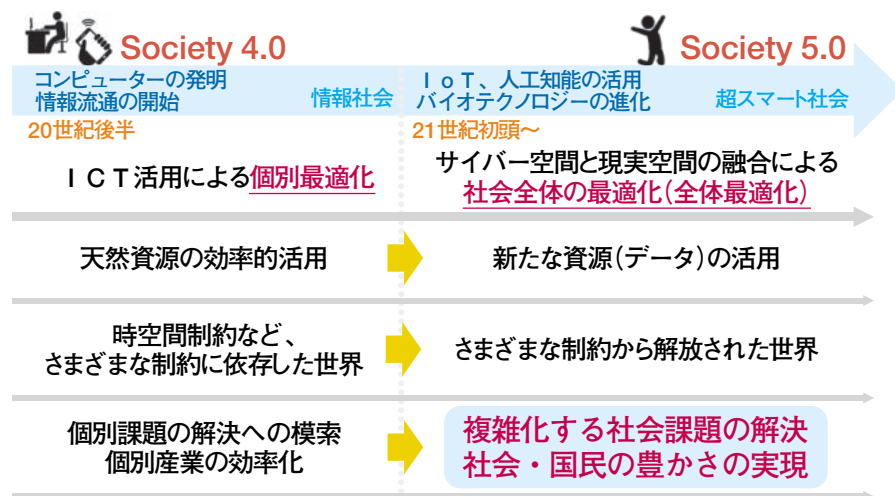 Society 4.0
Society 5.0
コンピューターの発明
情報流通の開始
情報社会
IoT、人工知能の活用
バイオテクノロジーの進化
超スマート社会
20世紀後半
21世紀初頭〜
ICT活用による個別最適化
サイバー空間と現実空間の融合による
社会全体の最適化(全体最適化)
天然資源の効率的活用
新たな資源(データ)の活用
時空間制約など、
さまざまな制約に依存した世界
さまざまな制約から解放された世界
個別課題の解決への模索
個別産業の効率化
複雑化する社会課題の解決
社会・国民の豊かさの実現